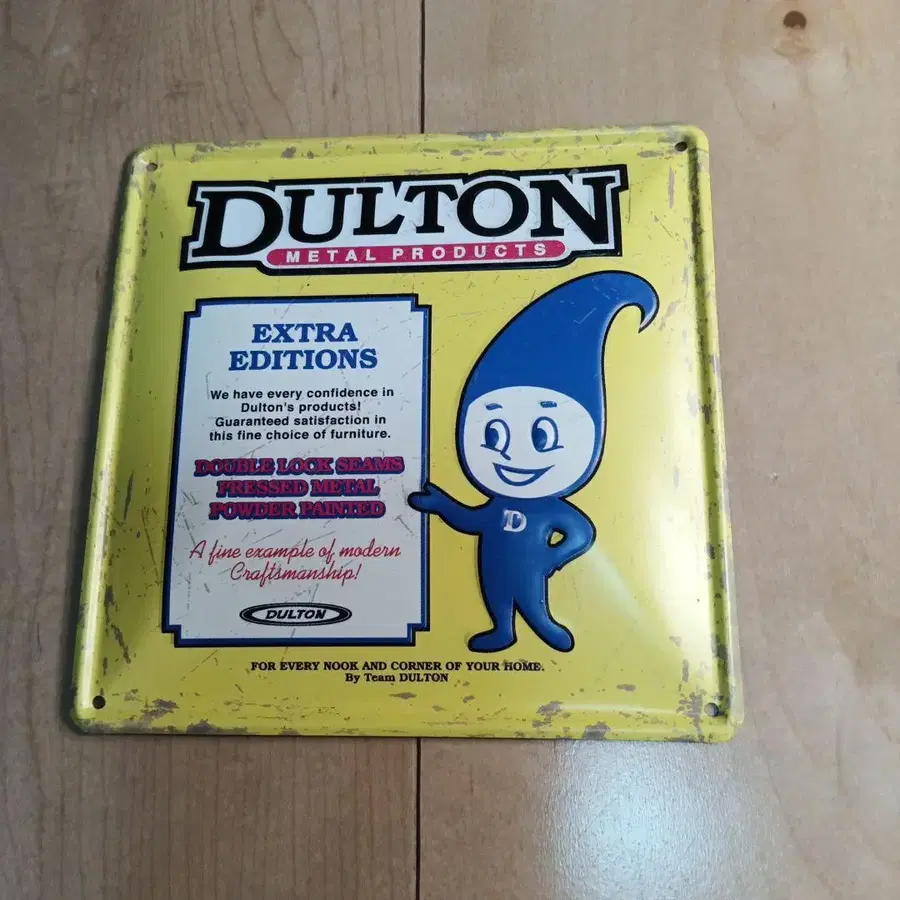 DULTON
METAL PRODUCTS
EXTRA
EDITIONS
We have every confidence in
Dulton's products!
Guaranteed satisfaction in
this fine choice of furniture.
DOUBLE LOCK SEAMS
PRESSED METAL
POWDER PAINTED
A fine example of modern
Craftsmanship!
DULTON
D
FOR EVERY NOOK AND CORNER OF YOUR HOME.
By Team DULTON